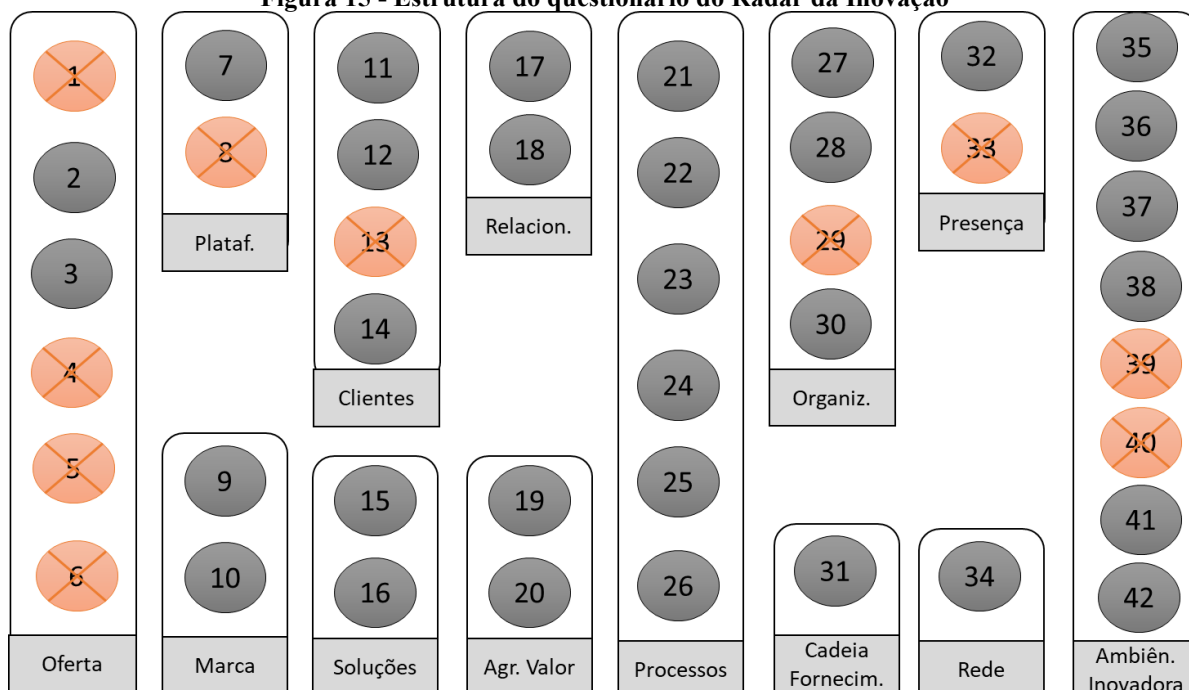 Figura 15 - Estrutura do questionário do Radar da Inovação
1
2
3
4
5
6
Oferta
7
8
Plataf.
9
10
Marca
11
12
13
14
Clientes
15
16
Soluções
17
18
Relacion.
19
20
Agr. Valor
21
22
23
24
25
26
Processos
27
28
29
30
Organiz.
31
Cadeia
Fornecim.
32
33
Presença
34
Rede
35
36
37
38
39
40
41
42
Ambiên.
Inovadora